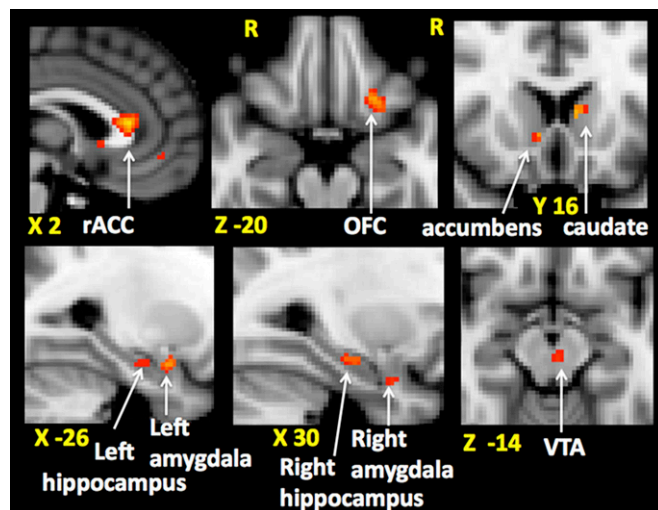 R
R
X 2 rACC
Z -20
OFC
Y 16
accumbens caudate
X -26
Left
hippocampus
Left
amygdala
X 30
Right
hippocampus
Right
amygdala
Z -14
VTA